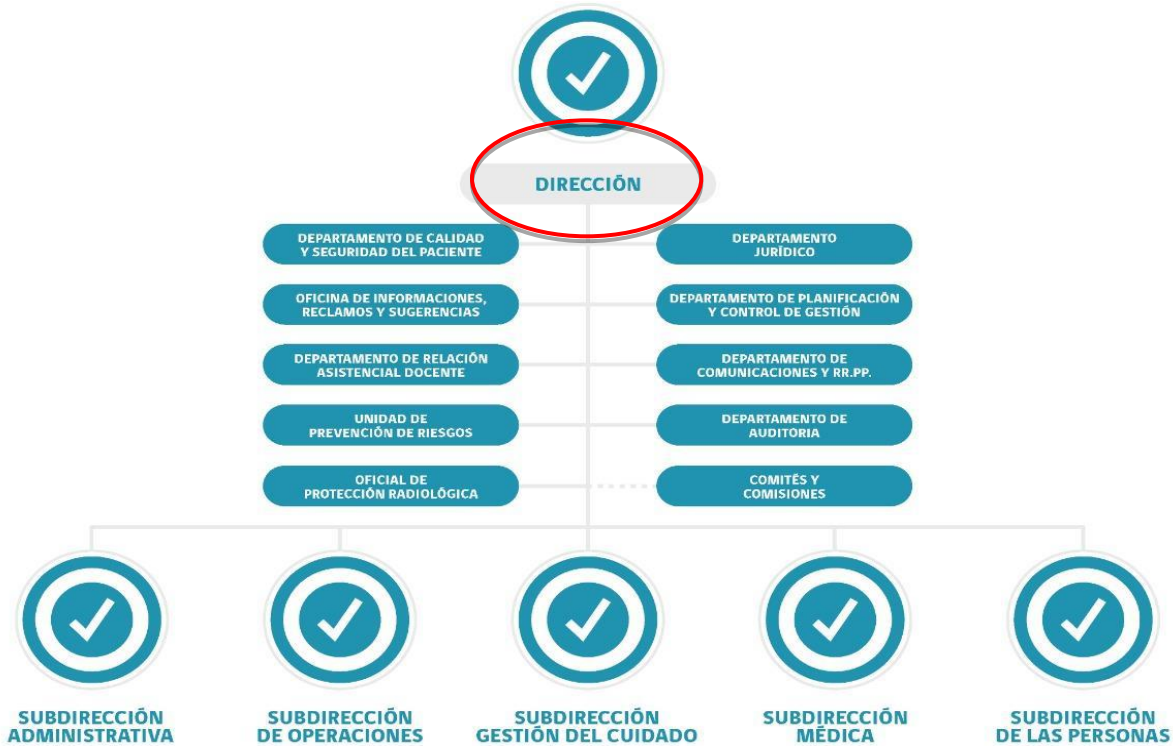 DIRECCIÓN
DEPARTAMENTO DE CALIDAD
Y SEGURIDAD DEL PACIENTE
DEPARTAMENTO
JURÍDICO
OFICINA DE INFORMACIONES,
RECLAMOS Y SUGERENCIAS
DEPARTAMENTO DE PLANIFICACIÓN
Y CONTROL DE GESTIÓN
DEPARTAMENTO DE RELACIÓN
ASISTENCIAL DOCENTE
DEPARTAMENTO DE
COMUNICACIONES Y RR.PP.
UNIDAD DE
PREVENCIÓN DE RIESGOS
DEPARTAMENTO DE
AUDITORIA
OFICIAL DE
PROTECCIÓN RADIOLÓGICA
COMITÉS Y
COMISIONES
SUBDIRECCIÓN
ADMINISTRATIVA
SUBDIRECCIÓN
DE OPERACIONES
SUBDIRECCIÓN
GESTIÓN DEL CUIDADO
SUBDIRECCIÓN
MÉDICA
SUBDIRECCIÓN
DE LAS PERSONAS